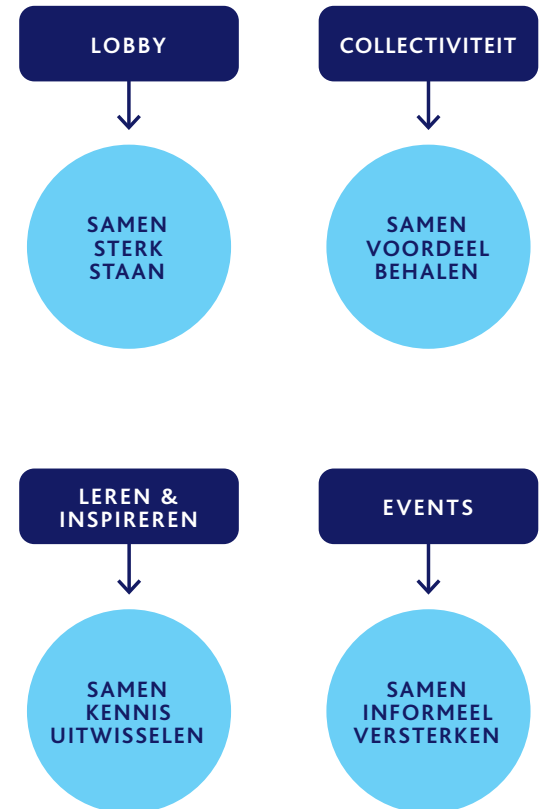 LOBBY
SAMEN
STERK
STAAN
COLLECTIVITEIT
SAMEN
VOORDEEL
BEHALEN
LEREN &
INSPIREREN
SAMEN
KENNIS
UITWISSELEN
EVENTS
SAMEN
INFORMEEL
VERSTERKEN